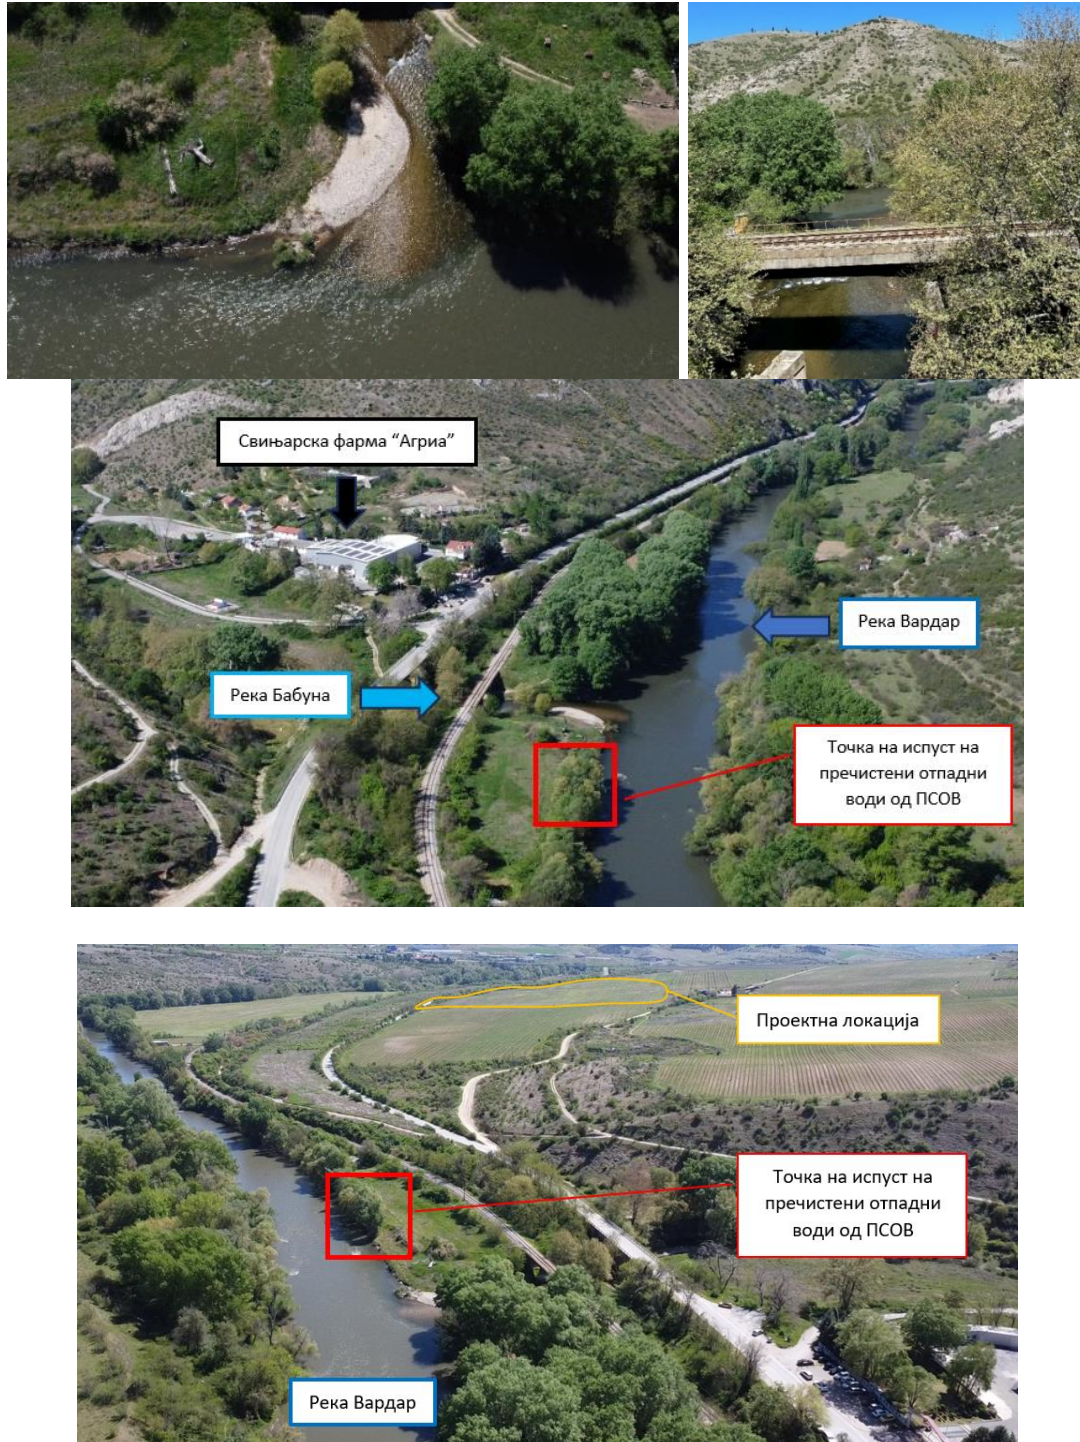 Свињарска фарма “Агриа”
Река Вардар
Река Бабуна
Точка на испуст на
пречистени отпадни
води од ПСОВ
Проектна локација
Точка на испуст на
пречистени отпадни
води од ПСОВ
Река Вардар